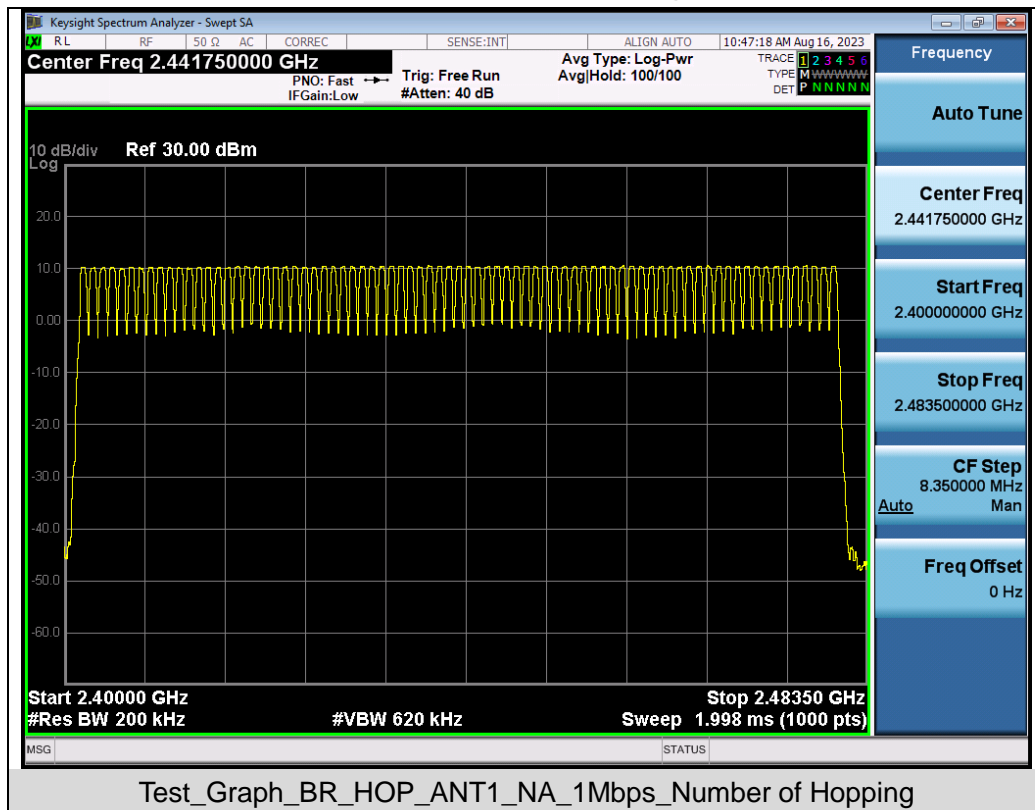 Keysight Spectrum Analyzer - Swept SA
LXI RL RF 50 Ω AC CORREC SENSE:INT ALIGN AUTO 10:47:18 AM Aug 16, 2023
Center Freq 2.441750000 GHz
PNO: Fast
IFGain:Low
Trig: Free Run
#Atten: 40 dB
Avg Type: Log-Pwr
Avg|Hold: 100/100
TRACE 1 2 3 4 5 6
TYPE M WWWWW
DET P N N N N N
Frequency
Auto Tune
Center Freq
2.441750000 GHz
Start Freq
2.400000000 GHz
Stop Freq
2.483500000 GHz
CF Step
8.350000 MHz
Auto Man
Freq Offset
0 Hz
10 dB/div Ref 30.00 dBm
Log
20.0
10.0
0.00
-10.0
-20.0
-30.0
-40.0
-50.0
-60.0
Start 2.40000 GHz Stop 2.48350 GHz
#Res BW 200 kHz #VBW 620 kHz Sweep 1.998 ms (1000 pts)
MSG STATUS
Test_Graph_BR_HOP_ANT1_NA_1Mbps_Number of Hopping